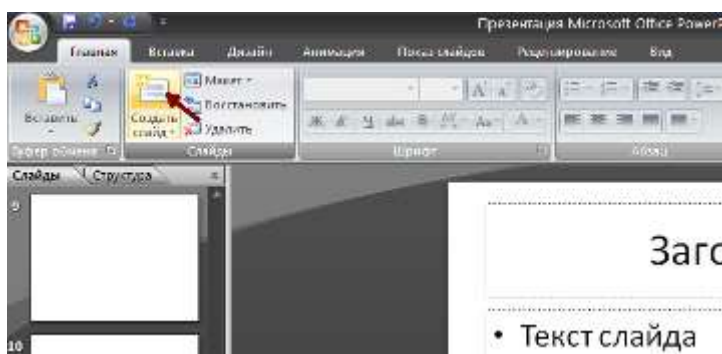 Презентация Microsoft Office PowerP
Главная Вставка Дизайн Анимация Показ слайдов Рецензирование Вид
Вставить
Создать слайд
Макет
Восстановить
Удалить
Буфер обмена
Слайды
Шрифт
Абзац
Слайды Структура
9
10
Заго
• Текст слайда